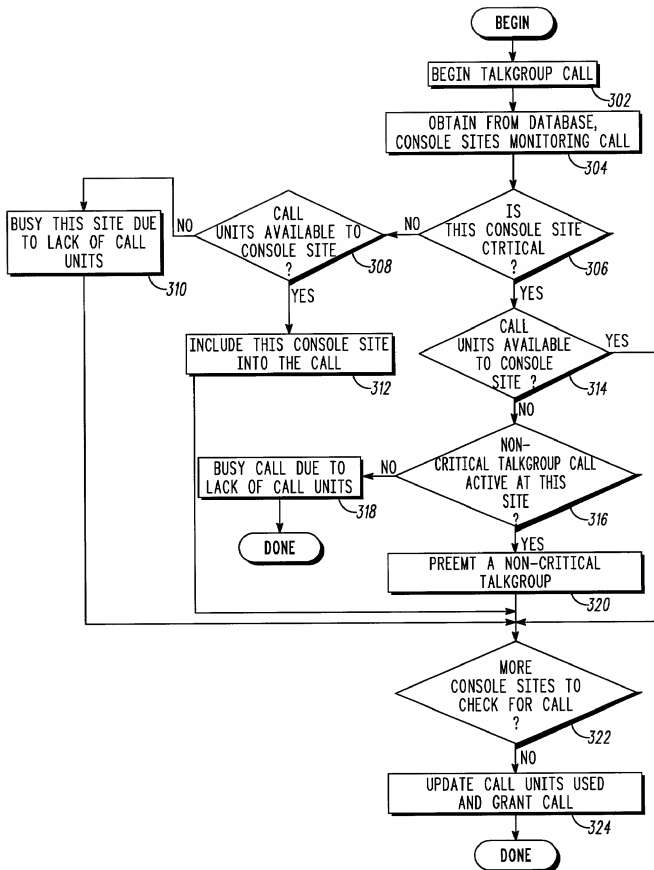 BEGIN
BEGIN TALKGROUP CALL
302
OBTAIN FROM DATABASE,
CONSOLE SITES MONITORING CALL
304
IS
THIS CONSOLE SITE
CTRTICAL
?
306
NO
YES
CALL
UNITS AVAILABLE TO
CONSOLE SITE
?
308
NO
YES
BUSY THIS SITE DUE
TO LACK OF CALL
UNITS
310
INCLUDE THIS CONSOLE SITE
INTO THE CALL
312
CALL
UNITS AVAILABLE
TO CONSOLE
SITE ?
314
YES
NO
NON-
CRITICAL TALKGROUP CALL
ACTIVE AT THIS
SITE
?
316
NO
YES
BUSY CALL DUE TO
LACK OF CALL UNITS
318
DONE
PREEMT A NON-CRITICAL
TALKGROUP
320
MORE
CONSOLE SITES TO
CHECK FOR CALL
?
322
NO
UPDATE CALL UNITS USED
AND GRANT CALL
324
DONE